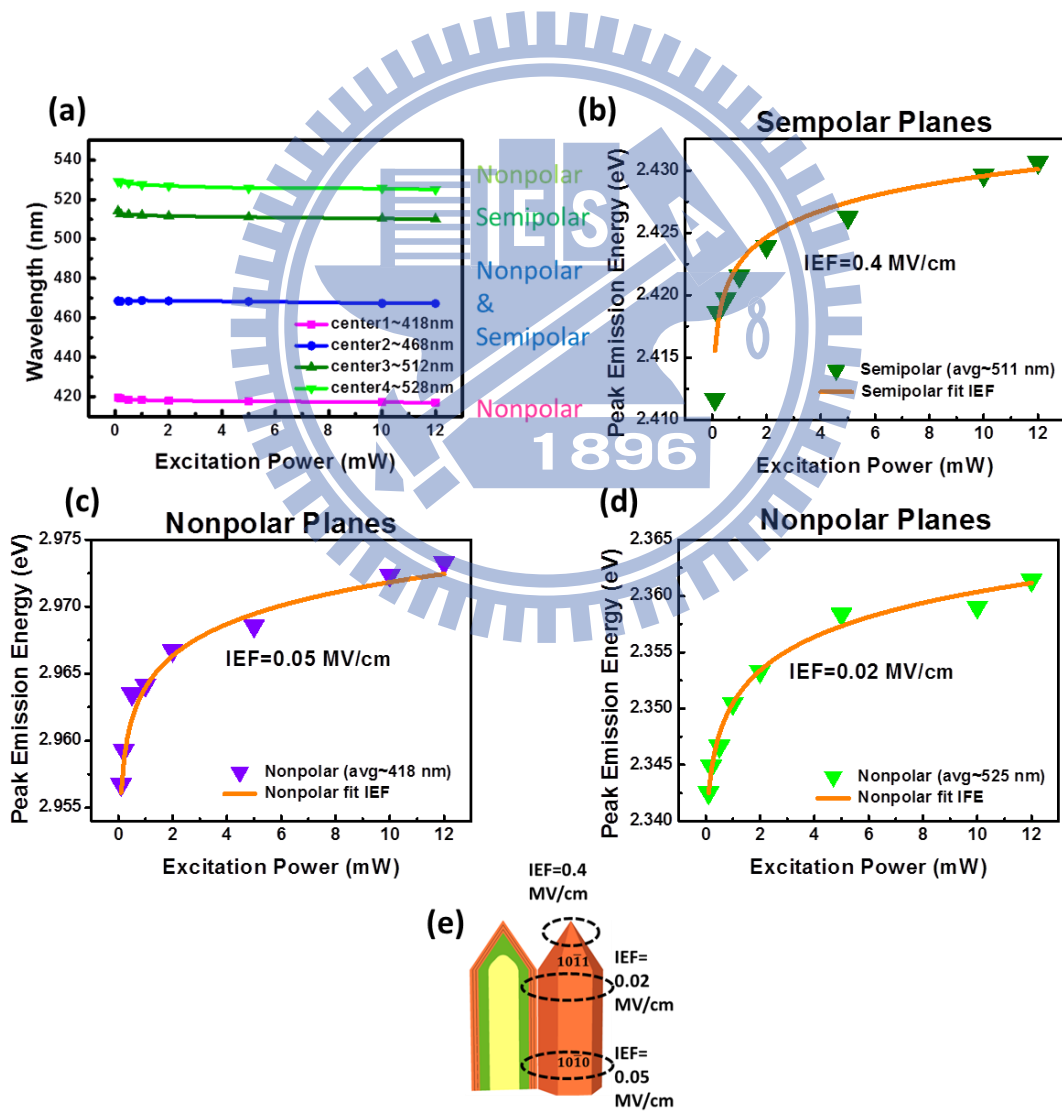 (a)
540
520
500
480
460
440
420
0
2
4
6
8
10
12
Wavelength (nm)
Excitation Power (mW)
center1~418nm
center2~468nm
center3~512nm
center4~528nm
Nonpolar
Semipolar
Nonpolar
&
Semipolar
Nonpolar
(b)
Sempolar Planes
2.430
2.425
2.420
2.415
2.410
0
2
4
6
8
10
12
Peak Emission Energy (eV)
Excitation Power (mW)
IEF=0.4 MV/cm
Semipolar (avg~511 nm)
Semipolar fit IEF
ESA
8
1896
(c)
Nonpolar Planes
2.975
2.970
2.965
2.960
2.955
0
2
4
6
8
10
12
Peak Emission Energy (eV)
Excitation Power (mW)
IEF=0.05 MV/cm
Nonpolar (avg~418 nm)
Nonpolar fit IEF
(d)
Nonpolar Planes
2.365
2.360
2.355
2.350
2.345
2.340
0
2
4
6
8
10
12
Peak Emission Energy (eV)
Excitation Power (mW)
IEF=0.02 MV/cm
Nonpolar (avg~525 nm)
Nonpolar fit IFE
(e)
IEF=0.4
MV/cm
101̄1
IEF=
0.02
MV/cm
101̄0
IEF=
0.05
MV/cm